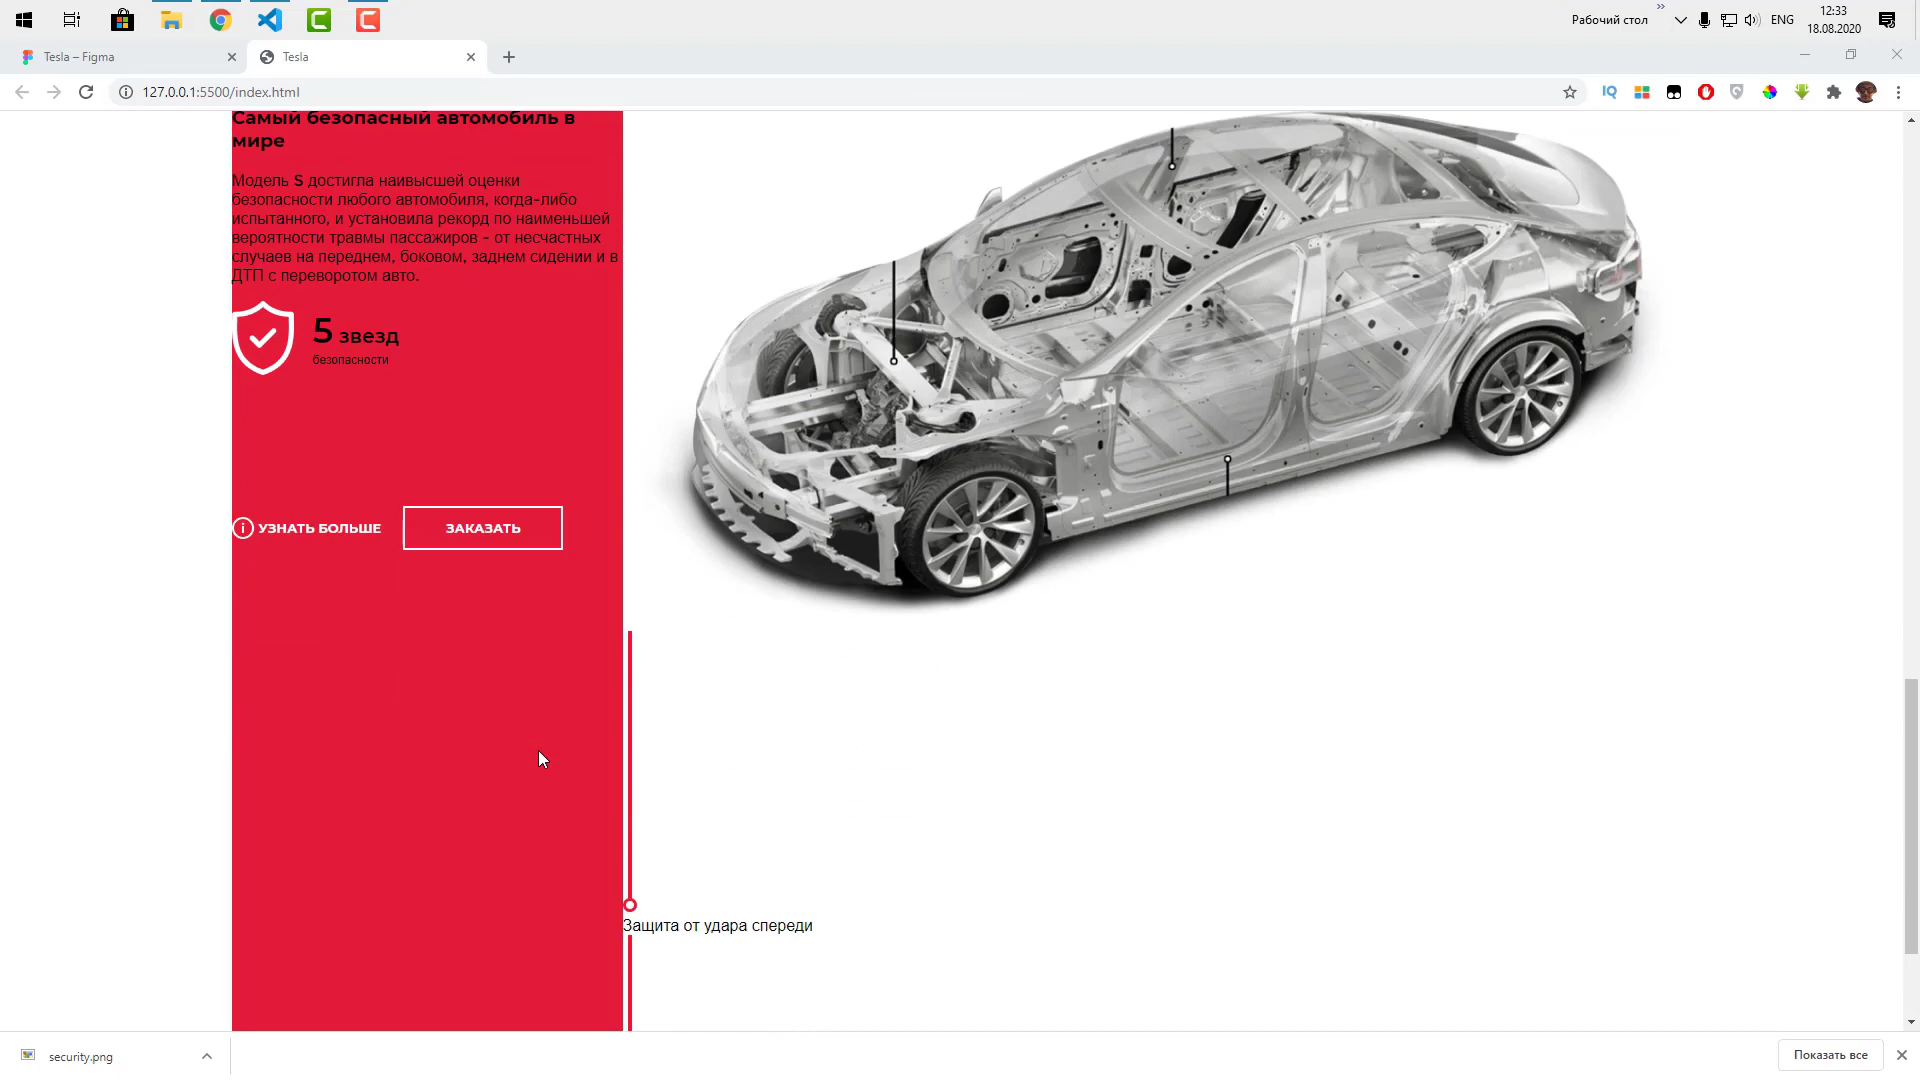 Рабочий стол
ENG
12:33
18.08.2020
Tesla – Figma
Tesla
127.0.0.1:5500/index.html
IQ
Самый безопасный автомобиль в
мире
Модель S достигла наивысшей оценки
безопасности любого автомобиля, когда-либо
испытанного, и установила рекорд по наименьшей
вероятности травмы пассажиров - от несчастных
случаев на переднем, боковом, заднем сидении и в
ДТП с переворотом авто.
5 звезд
безопасности
УЗНАТЬ БОЛЬШЕ
ЗАКАЗАТЬ
Защита от удара спереди
security.png
Показать все